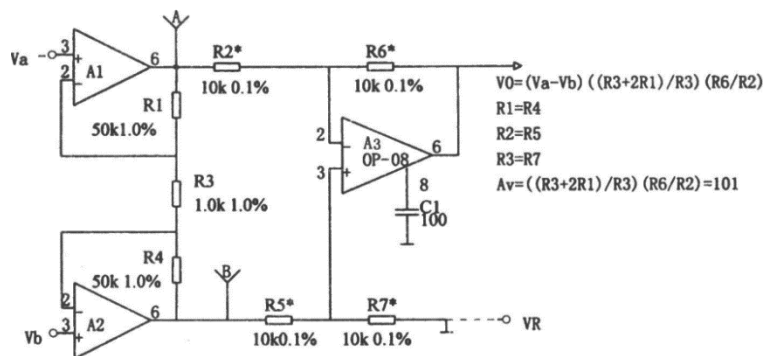 A
Va
3
2
6
A1
R2*
10k 0.1%
R6*
10k 0.1%
V0=(Va-Vb)((R3+2R1)/R3)(R6/R2)
R1=R4
R2=R5
R3=R7
Av=((R3+2R1)/R3)(R6/R2)=101
R1
50k1.0%
2
3
A3
OP-08
6
8
C1
100
R3
1.0k 1.0%
R4
50k 1.0%
B
Vb
2
3
6
A2
R5*
10k0.1%
R7*
10k 0.1%
VR